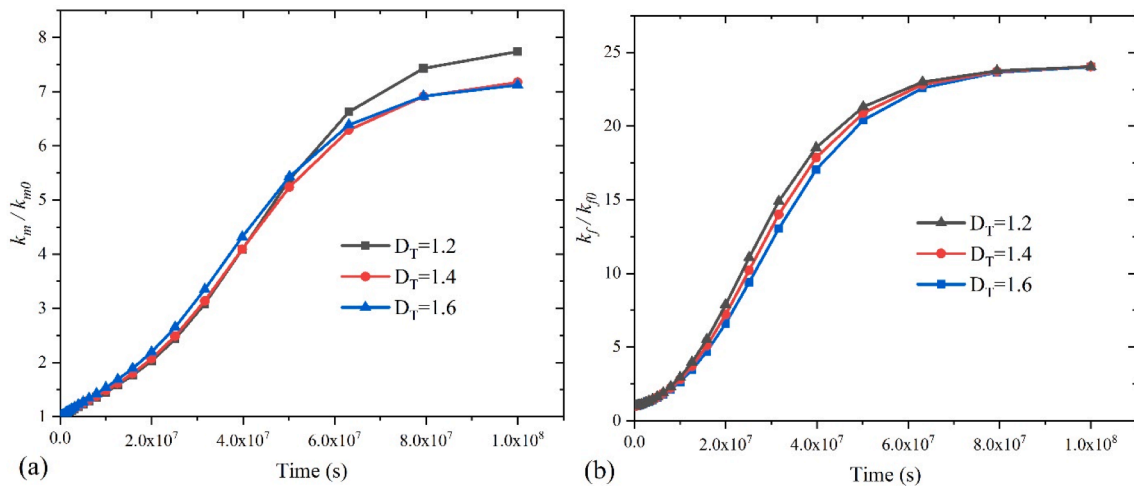 8
7
6
5
4
3
2
1
k_m / k_m0
D_T=1.2
D_T=1.4
D_T=1.6
0.0
2.0x10^7
4.0x10^7
6.0x10^7
8.0x10^7
1.0x10^8
Time (s)
(a)
25
20
15
10
5
0
k_f / k_f0
D_T=1.2
D_T=1.4
D_T=1.6
0.0
2.0x10^7
4.0x10^7
6.0x10^7
8.0x10^7
1.0x10^8
Time (s)
(b)